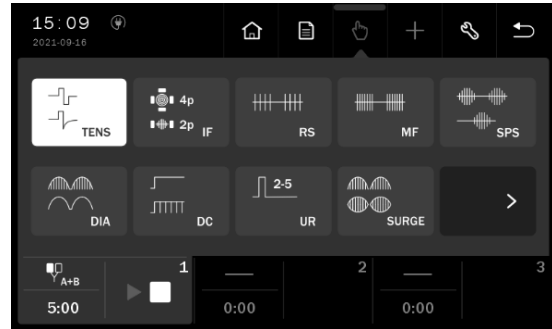 15:09
2021-09-16
TENS
4p
2p
IF
RS
MF
SPS
DIA
DC
2-5
UR
SURGE
1
A+B
5:00
2
0:00
3
0:00